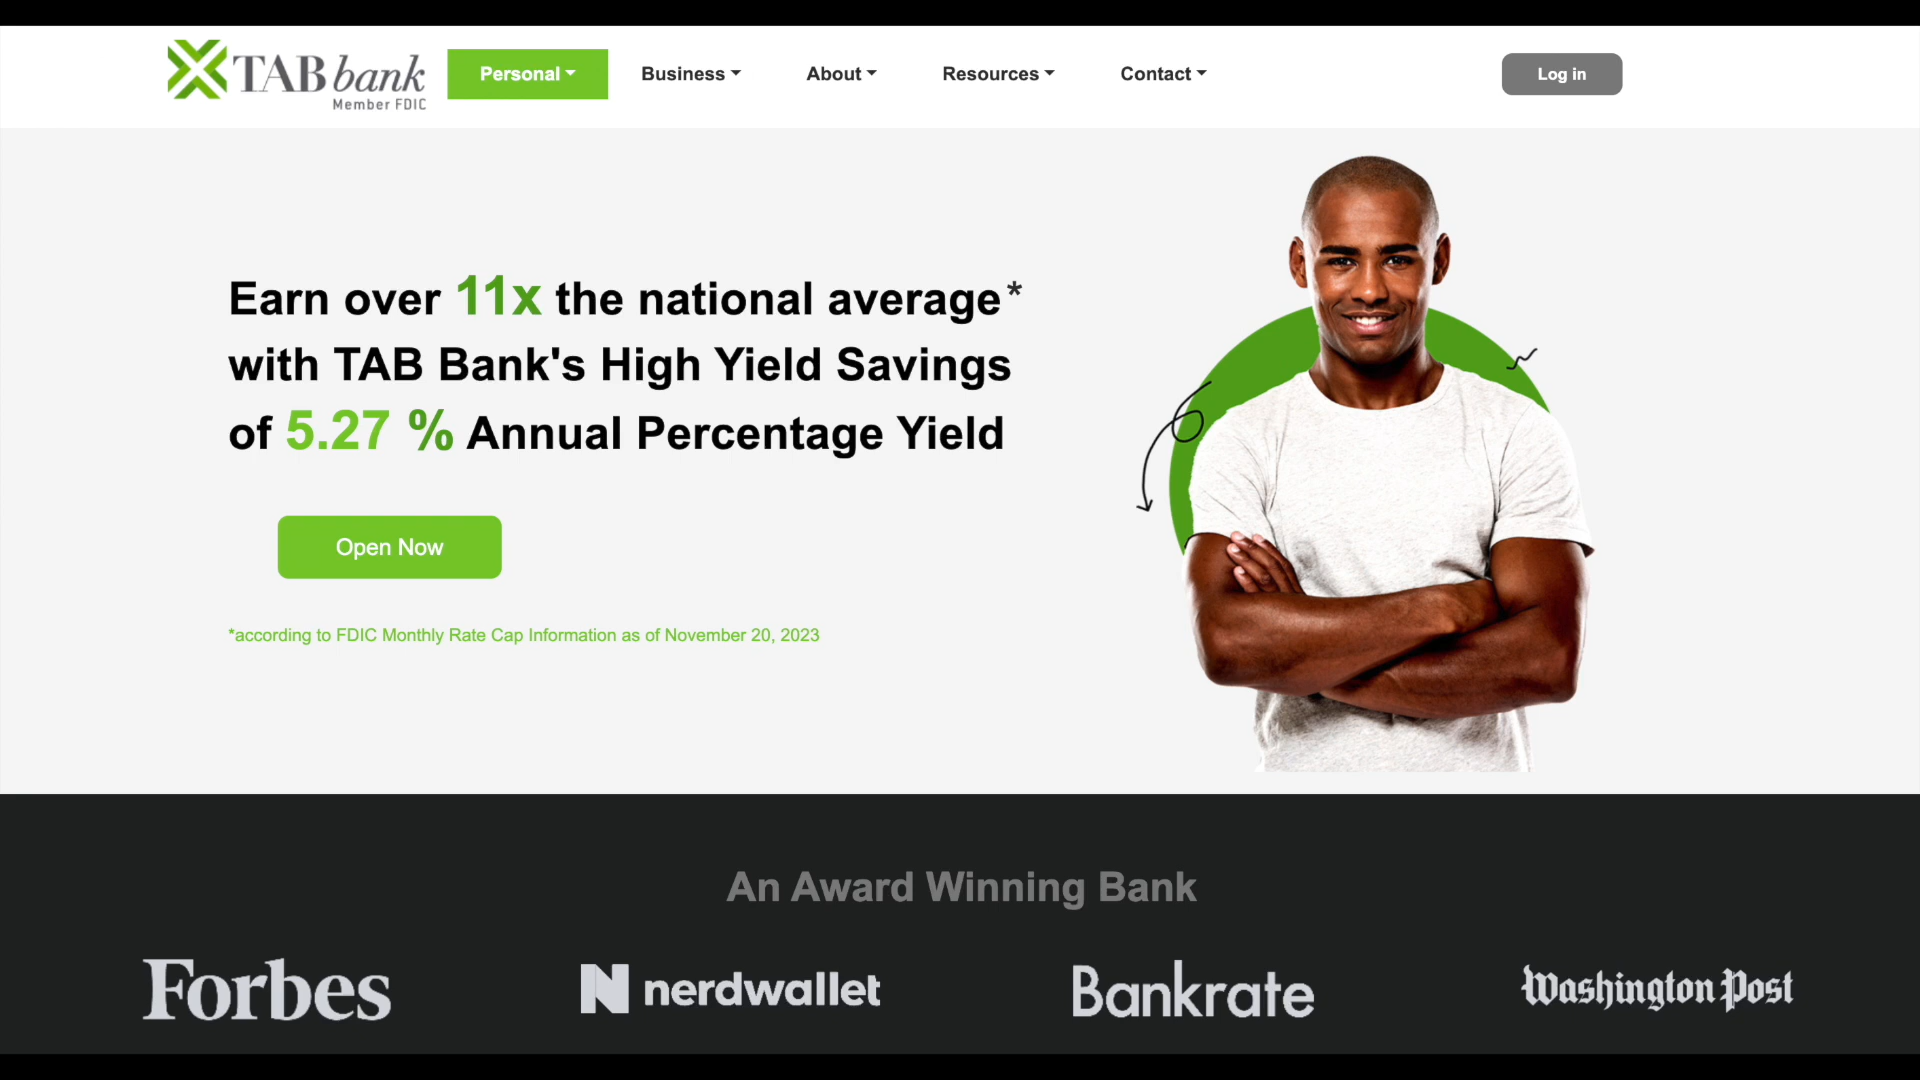 TAB bank
Member FDIC
Personal
Business
About
Resources
Contact
Log in
Earn over 11x the national average*
with TAB Bank's High Yield Savings
of 5.27 % Annual Percentage Yield
Open Now
*according to FDIC Monthly Rate Cap Information as of November 20, 2023
An Award Winning Bank
Forbes
N nerdwallet
Bankrate
Washington Post